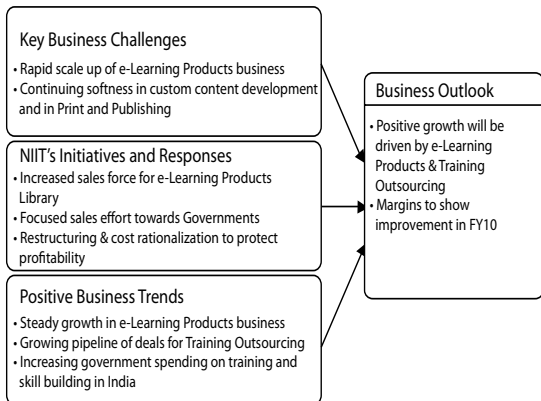 Key Business Challenges
• Rapid scale up of e-Learning Products business
• Continuing softness in custom content development
and in Print and Publishing
NIIT's Initiatives and Responses
• Increased sales force for e-Learning Products
Library
• Focused sales effort towards Governments
• Restructuring & cost rationalization to protect
profitability
Positive Business Trends
• Steady growth in e-Learning Products business
• Growing pipeline of deals for Training Outsourcing
• Increasing government spending on training and
skill building in India
Business Outlook
• Positive growth will be
driven by e-Learning
Products & Training
Outsourcing
• Margins to show
improvement in FY10